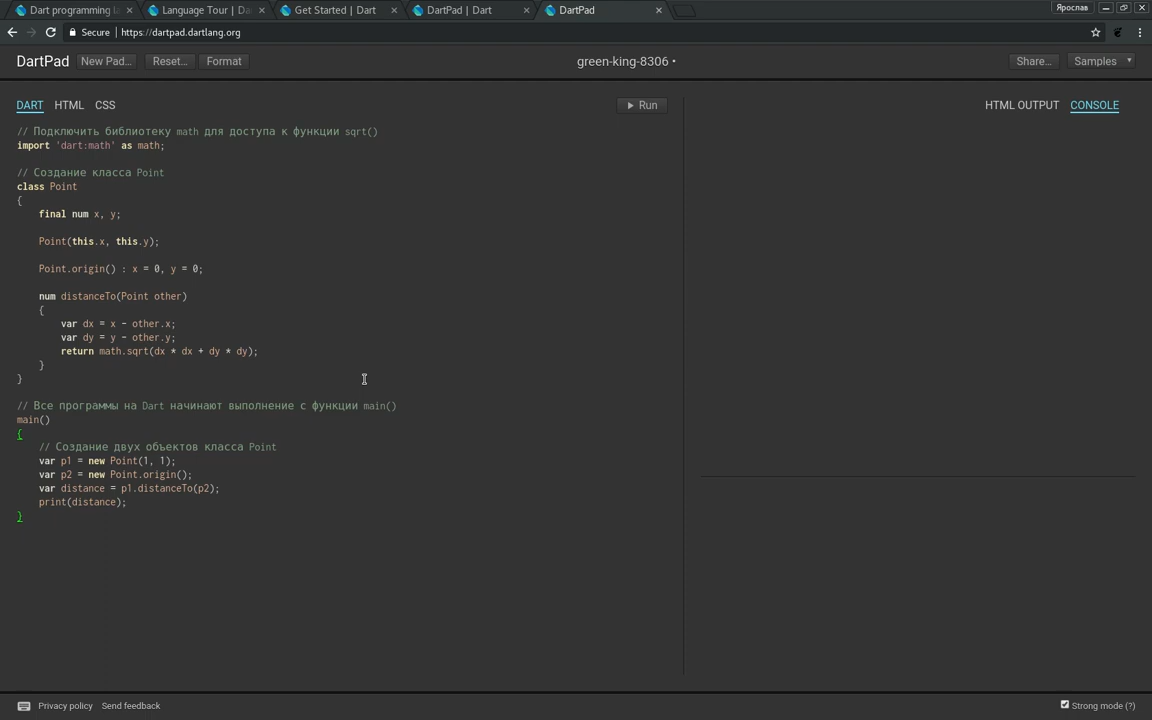 Dart programming la
Language Tour | Da
Get Started | Dart
DartPad | Dart
DartPad
Ярослав
Secure
https://dartpad.dartlang.org
DartPad
New Pad...
Reset...
Format
green-king-8306 •
Share...
Samples
DART
HTML
CSS
Run
HTML OUTPUT
CONSOLE
// Подключить библиотеку math для доступа к функции sqrt()
import 'dart:math' as math;
// Создание класса Point
class Point
{
final num x, y;
Point(this.x, this.y);
Point.origin() : x = 0, y = 0;
num distanceTo(Point other)
{
var dx = x - other.x;
var dy = y - other.y;
return math.sqrt(dx * dx + dy * dy);
}
}
// Все программы на Dart начинают выполнение с функции main()
main()
{
// Создание двух объектов класса Point
var p1 = new Point(1, 1);
var p2 = new Point.origin();
var distance = p1.distanceTo(p2);
print(distance);
}
Privacy policy
Send feedback
Strong mode (?)